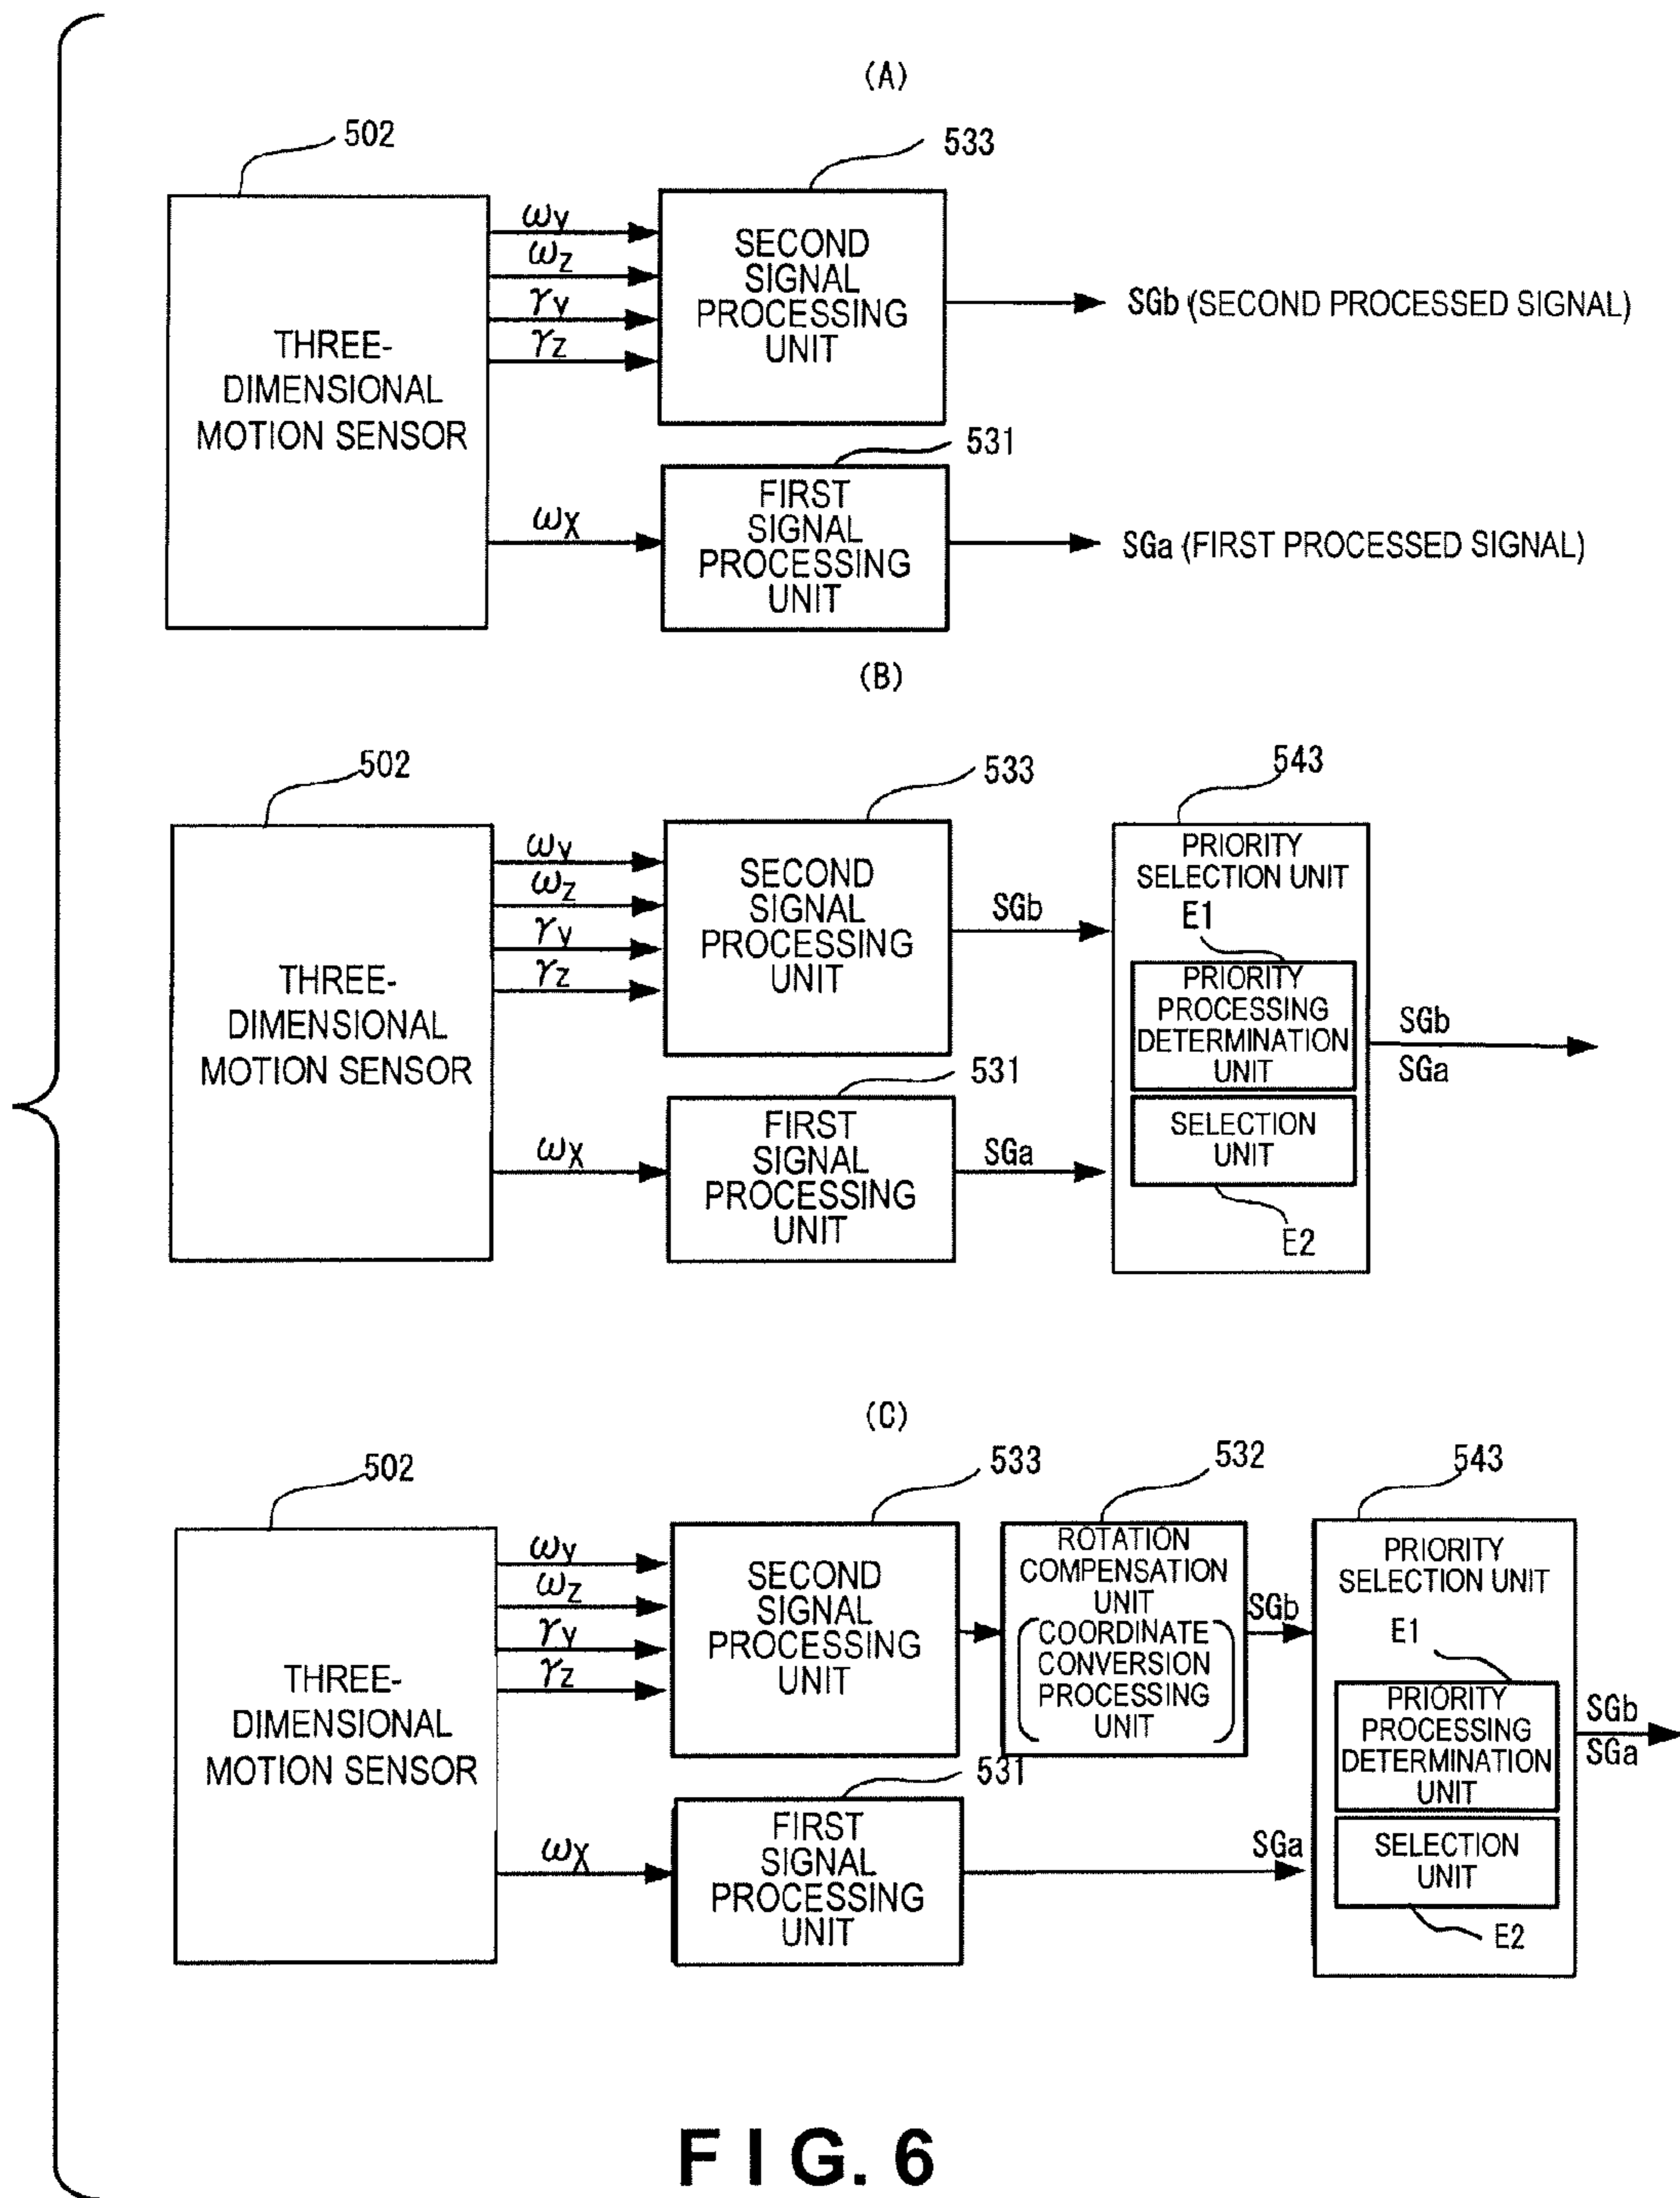 (A)
502
533
THREE-
DIMENSIONAL
MOTION SENSOR
ωY
ωZ
γY
γZ
SECOND
SIGNAL
PROCESSING
UNIT
SGb (SECOND PROCESSED SIGNAL)
531
ωX
FIRST
SIGNAL
PROCESSING
UNIT
SGa (FIRST PROCESSED SIGNAL)
(B)
502
533
543
THREE-
DIMENSIONAL
MOTION SENSOR
ωY
ωZ
γY
γZ
SECOND
SIGNAL
PROCESSING
UNIT
SGb
531
ωX
FIRST
SIGNAL
PROCESSING
UNIT
SGa
PRIORITY
SELECTION UNIT
E1
PRIORITY
PROCESSING
DETERMINATION
UNIT
SELECTION
UNIT
E2
SGb
SGa
(C)
502
533
532
543
THREE-
DIMENSIONAL
MOTION SENSOR
ωY
ωZ
γY
γZ
SECOND
SIGNAL
PROCESSING
UNIT
ROTATION
COMPENSATION
UNIT
COORDINATE
CONVERSION
PROCESSING
UNIT
SGb
531
ωX
FIRST
SIGNAL
PROCESSING
UNIT
SGa
PRIORITY
SELECTION UNIT
E1
PRIORITY
PROCESSING
DETERMINATION
UNIT
SELECTION
UNIT
E2
SGb
SGa
FIG. 6